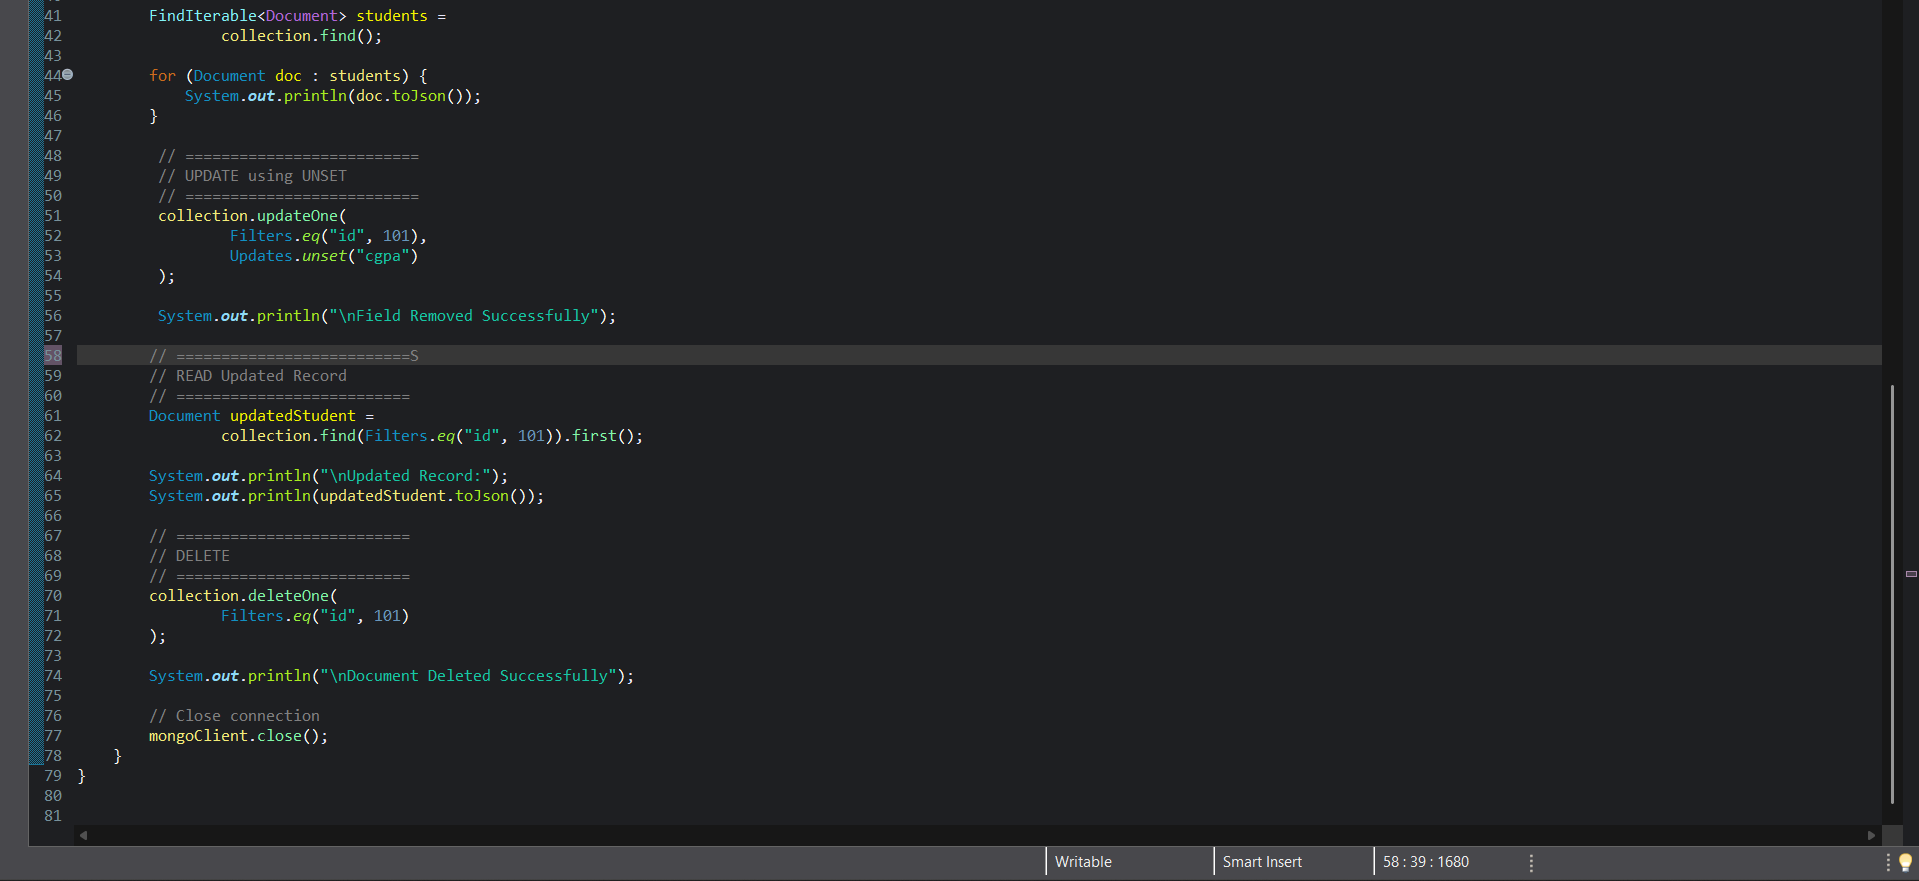 41 FindIterable<Document> students =
42 collection.find();
43
44 for (Document doc : students) {
45 System.out.println(doc.toJson());
46 }
47
48 // ==========================
49 // UPDATE using UNSET
50 // ==========================
51 collection.updateOne(
52 Filters.eq("id", 101),
53 Updates.unset("cgpa")
54 );
55
56 System.out.println("\nField Removed Successfully");
57
58 // ==========================S
59 // READ Updated Record
60 // ==========================
61 Document updatedStudent =
62 collection.find(Filters.eq("id", 101)).first();
63
64 System.out.println("\nUpdated Record:");
65 System.out.println(updatedStudent.toJson());
66
67 // ==========================
68 // DELETE
69 // ==========================
70 collection.deleteOne(
71 Filters.eq("id", 101)
72 );
73
74 System.out.println("\nDocument Deleted Successfully");
75
76 // Close connection
77 mongoClient.close();
78 }
79 }
80
81
Writable Smart Insert 58 : 39 : 1680